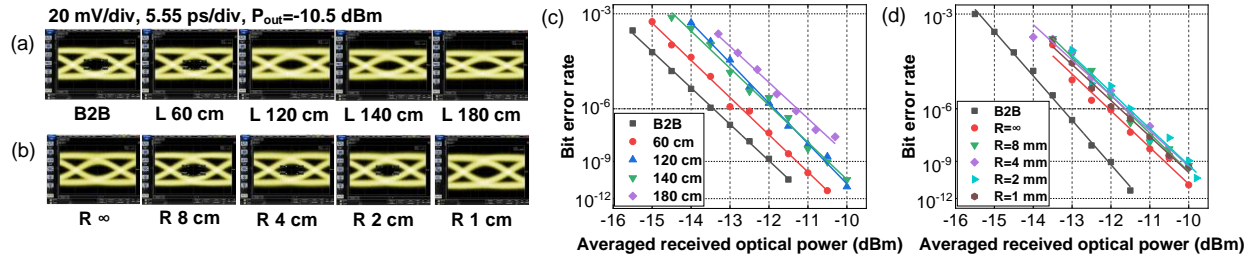 20 mV/div, 5.55 ps/div, P_out=-10.5 dBm
(a)
B2B L 60 cm L 120 cm L 140 cm L 180 cm
(b)
R ∞ R 8 cm R 4 cm R 2 cm R 1 cm
(c)
Bit error rate
10^-3
10^-6
10^-9
10^-12
B2B
60 cm
120 cm
140 cm
180 cm
-16 -15 -14 -13 -12 -11 -10
Averaged received optical power (dBm)
(d)
Bit error rate
10^-3
10^-6
10^-9
10^-12
B2B
R=∞
R=8 mm
R=4 mm
R=2 mm
R=1 mm
-16 -15 -14 -13 -12 -11 -10
Averaged received optical power (dBm)